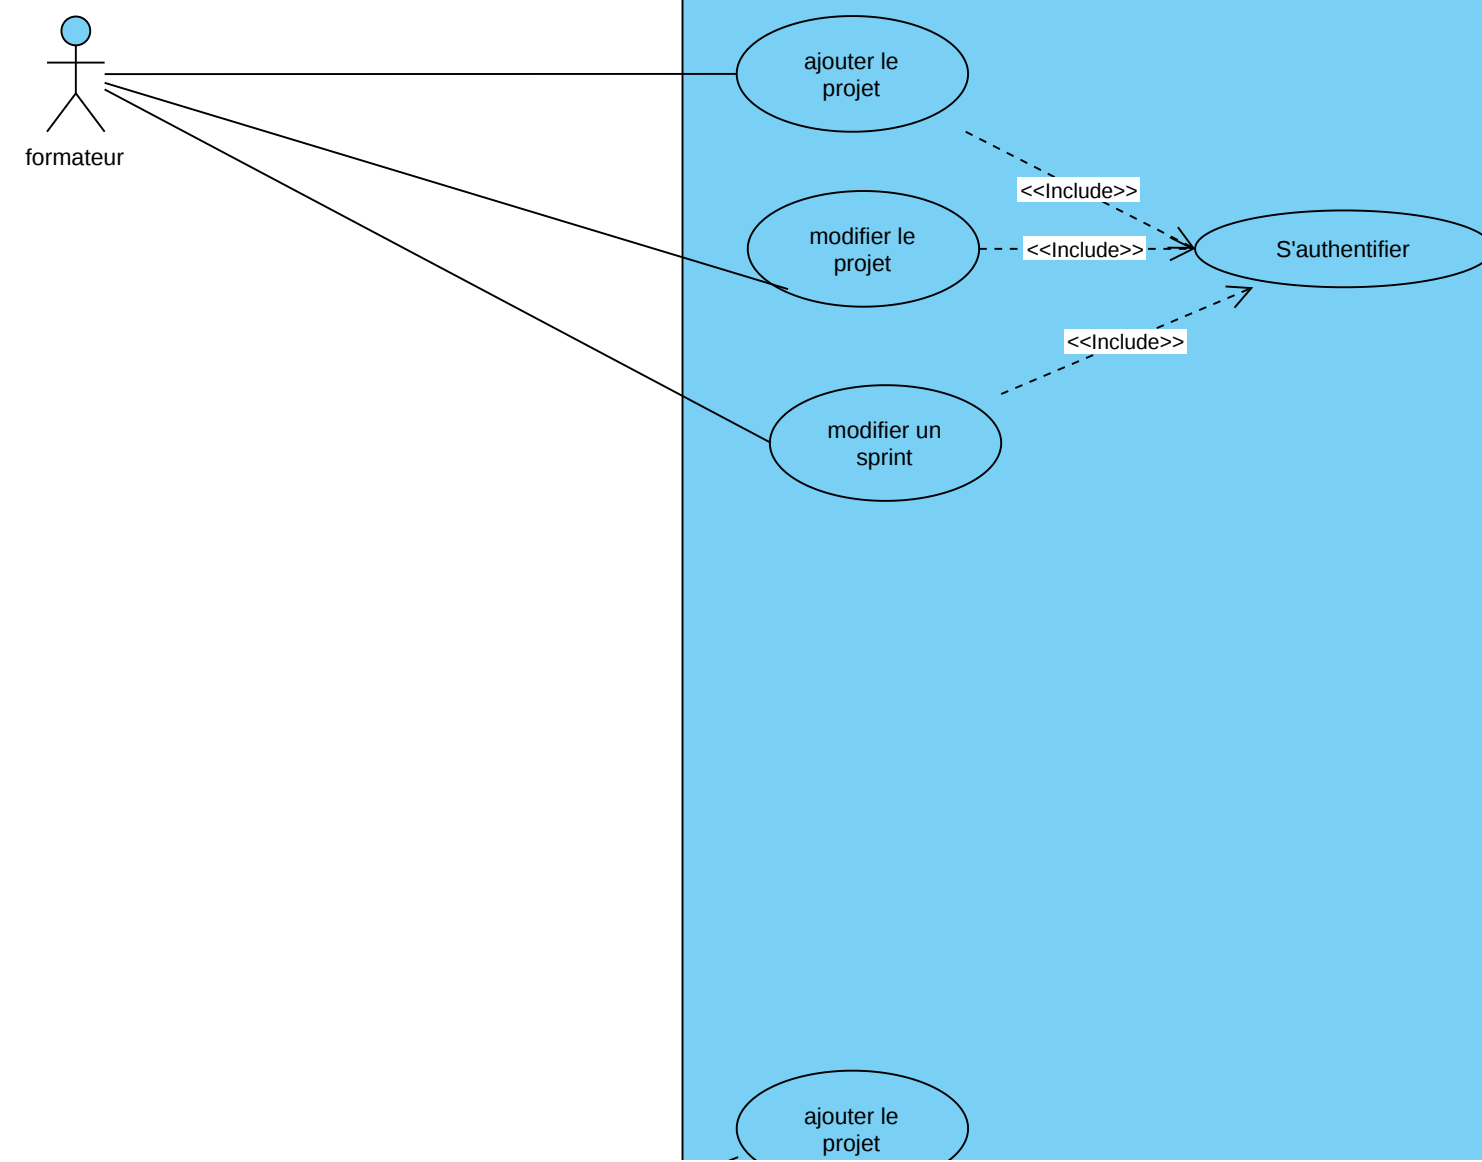 formateur
ajouter le
projet
<<Include>>
modifier le
projet
<<Include>>
S'authentifier
<<Include>>
modifier un
sprint
ajouter le
projet